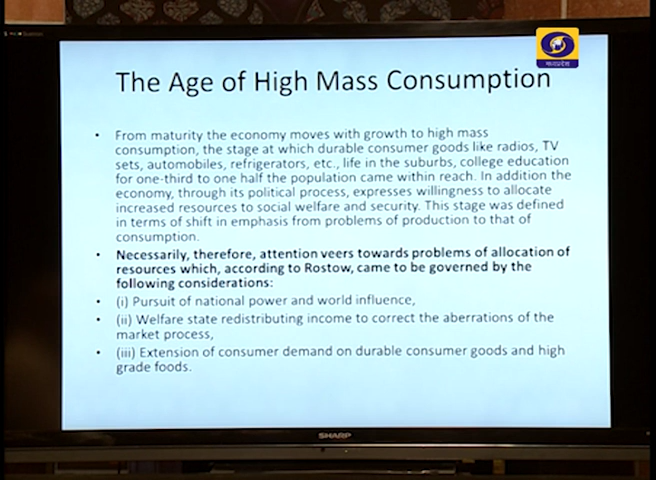 मध्यप्रदेश
The Age of High Mass Consumption
• From maturity the economy moves with growth to high mass
consumption, the stage at which durable consumer goods like radios, TV
sets, automobiles, refrigerators, etc., life in the suburbs, college education
for one-third to one half the population came within reach. In addition the
economy, through its political process, expresses willingness to allocate
increased resources to social welfare and security. This stage was defined
in terms of shift in emphasis from problems of production to that of
consumption.
• Necessarily, therefore, attention veers towards problems of allocation of
resources which, according to Rostow, came to be governed by the
following considerations:
• (i) Pursuit of national power and world influence,
• (ii) Welfare state redistributing income to correct the aberrations of the
market process,
• (iii) Extension of consumer demand on durable consumer goods and high
grade foods.
SHARP